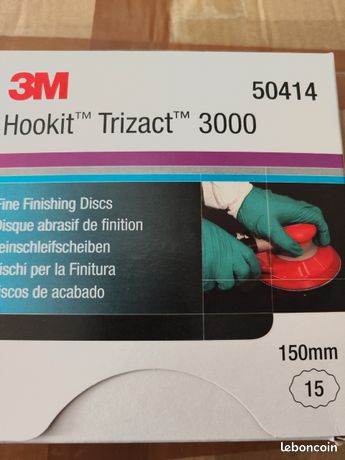 3M
50414
Hookit™ Trizact™ 3000
Fine Finishing Discs
Disque abrasif de finition
einschleifscheiben
ischi per la Finitura
iscos de acabado
150mm
15
leboncoin